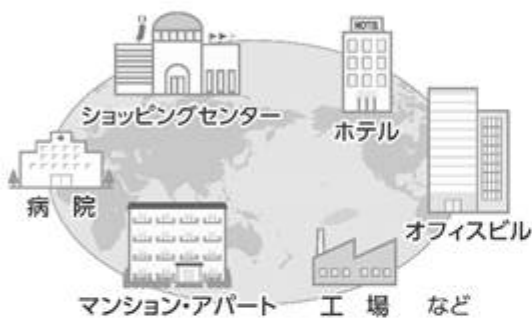 HOTEL
ショッピングセンター
ホテル
病 院
オフィスビル
マンション・アパート
工 場 など